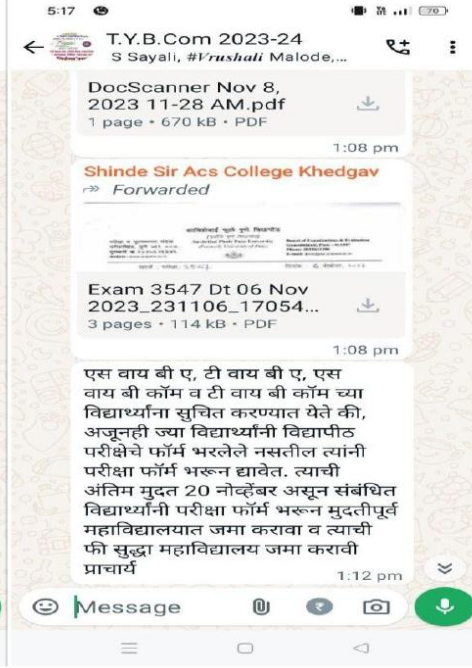 5:17
70
T.Y.B.Com 2023-24
S Sayali, #Vrushali Malode,...
DocScanner Nov 8,
2023 11-28 AM.pdf
1 page • 670 kB • PDF
1:08 pm
Shinde Sir Acs College Khedgav
Forwarded
सावित्रीबाई फुले पुणे विद्यापीठ
Exam 3547 Dt 06 Nov
2023_231106_17054...
3 pages • 114 kB • PDF
1:08 pm
एस वाय बी ए, टी वाय बी ए, एस
वाय बी कॉम व टी वाय बी कॉम च्या
विद्यार्थ्यांना सुचित करण्यात येते की,
अजूनही ज्या विद्यार्थ्यांनी विद्यापीठ
परीक्षेचे फॉर्म भरलेले नसतील त्यांनी
परीक्षा फॉर्म भरून द्यावेत. त्याची
अंतिम मुदत 20 नोव्हेंबर असून संबंधित
विद्यार्थ्यांनी परीक्षा फॉर्म भरून मुदतीपूर्व
महाविद्यालयात जमा करावा व त्याची
फी सुद्धा महाविद्यालय जमा करावी
प्राचार्य
1:12 pm
Message